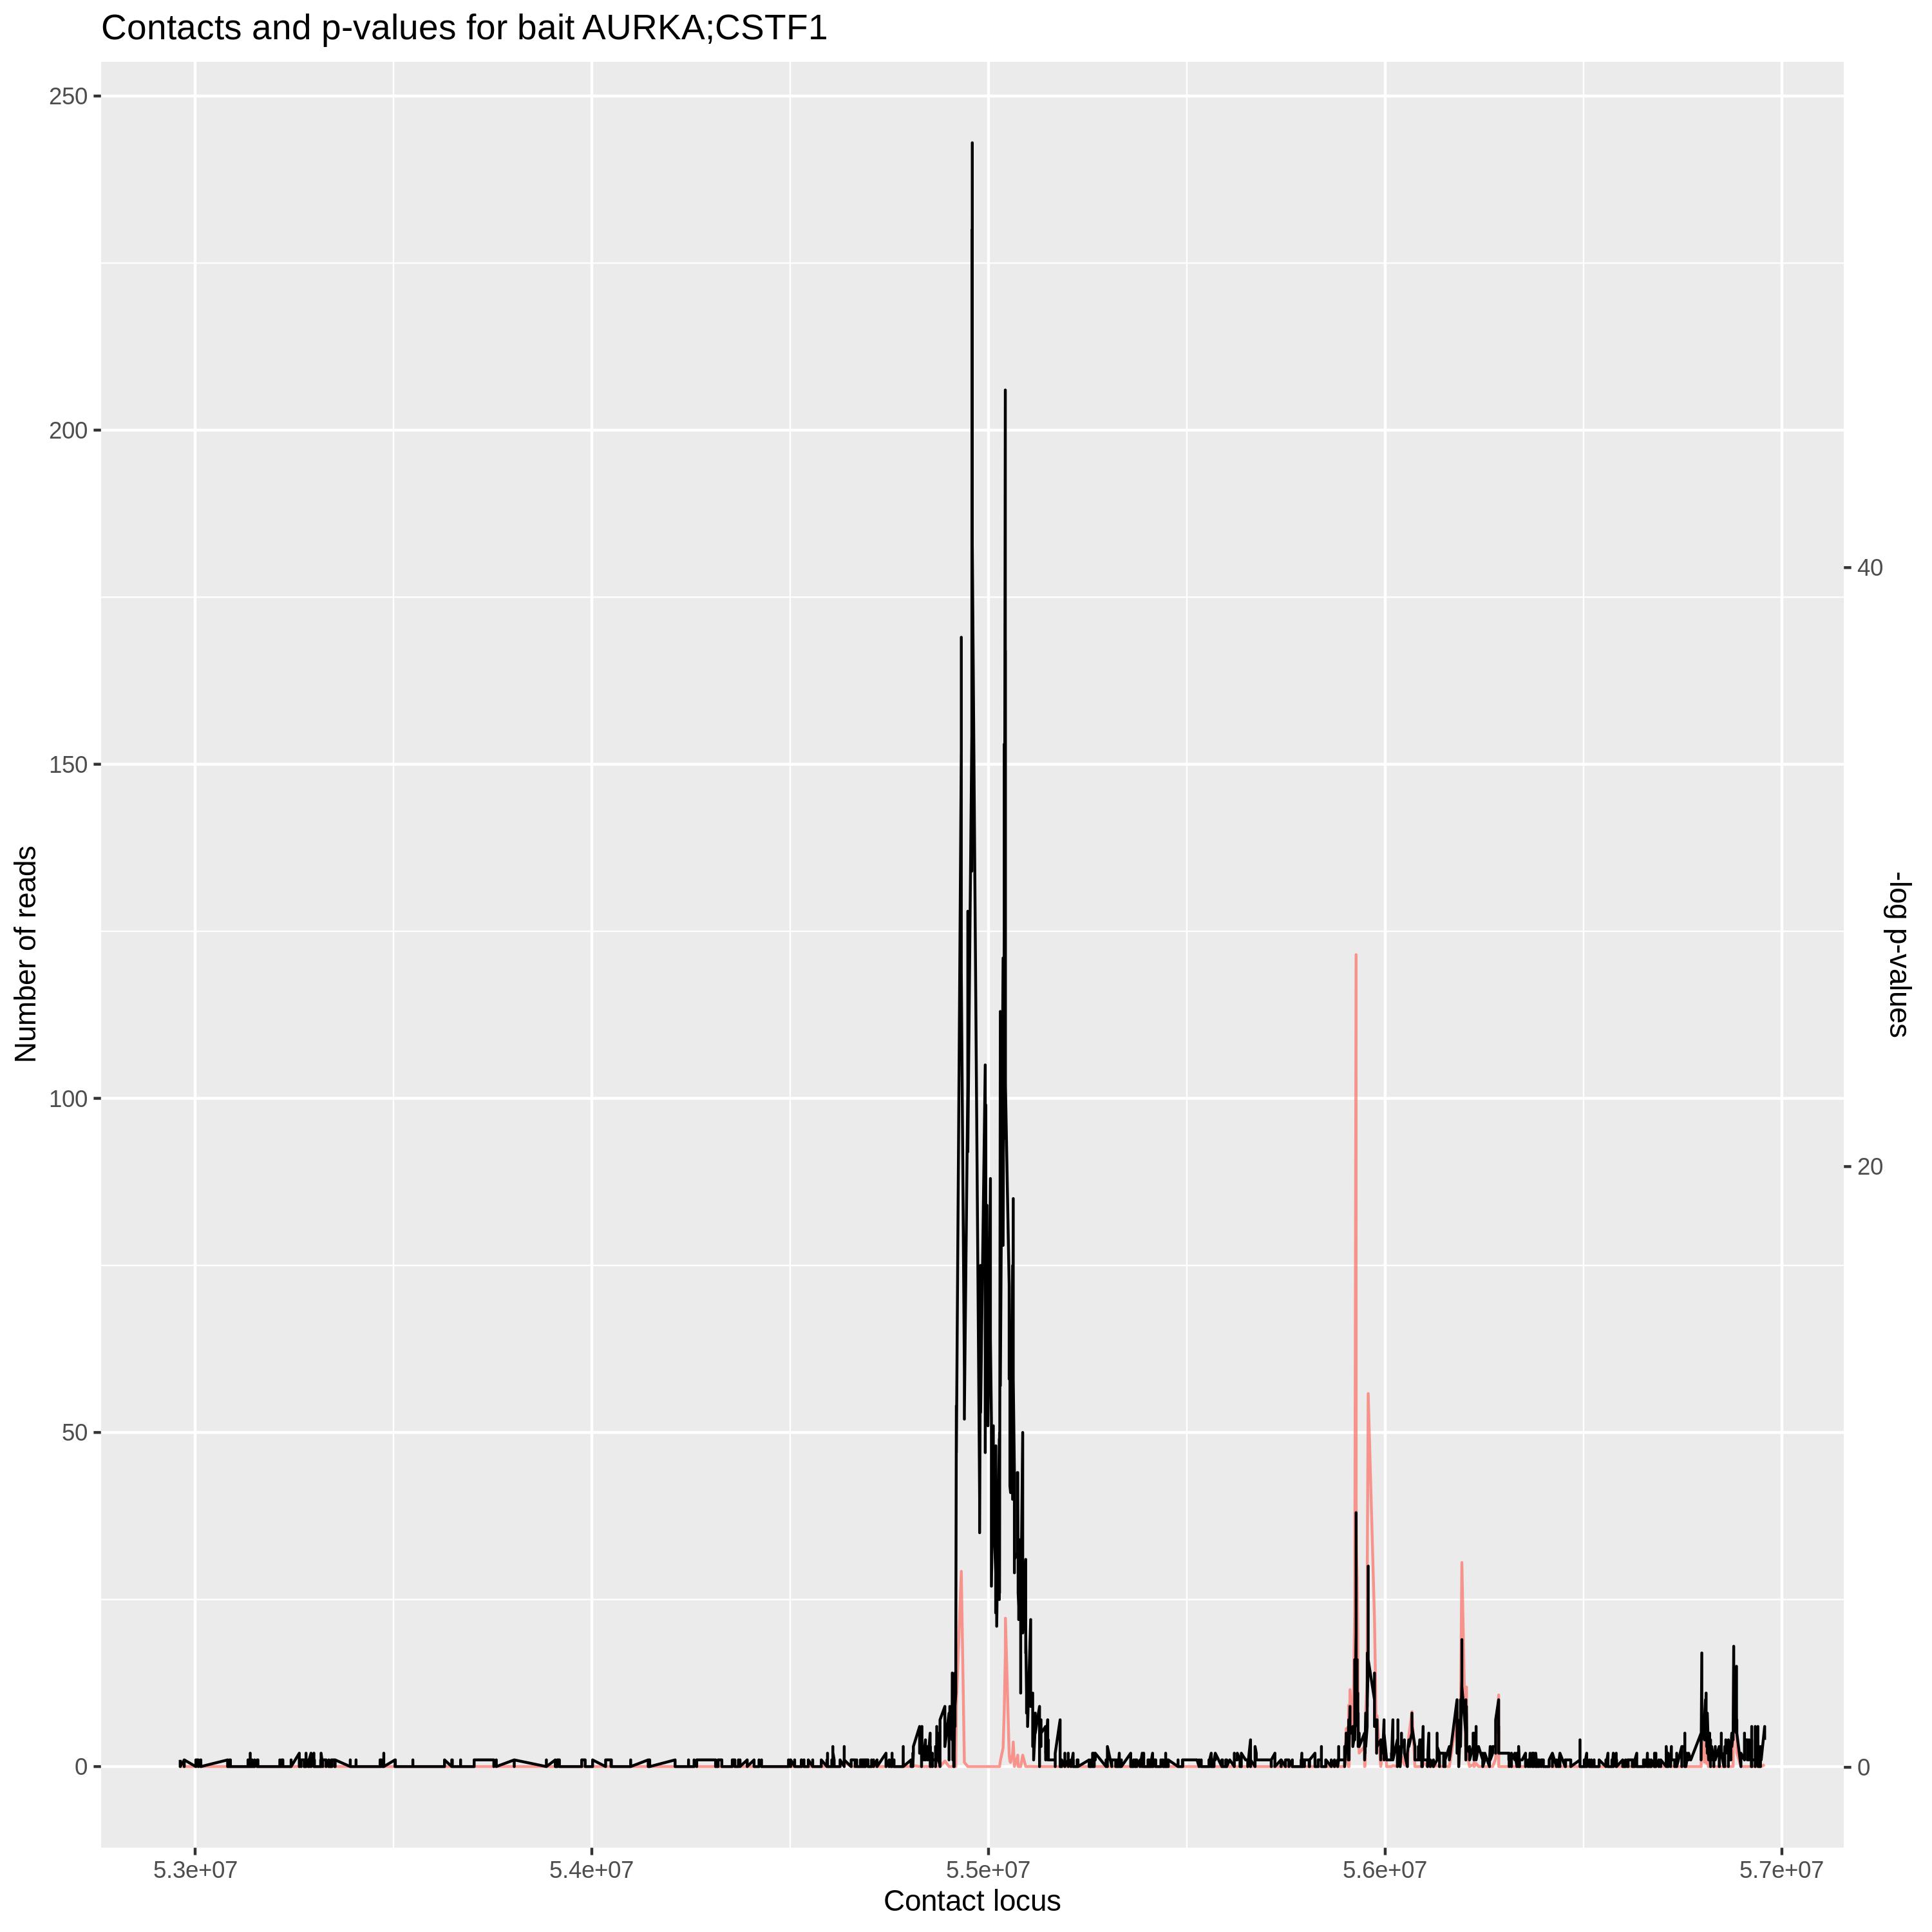 Contacts and p-values for bait AURKA;CSTF1
250
200
150
100
50
0
Number of reads
40
20
0
-log p-values
5.3e+07
5.4e+07
5.5e+07
5.6e+07
5.7e+07
Contact locus